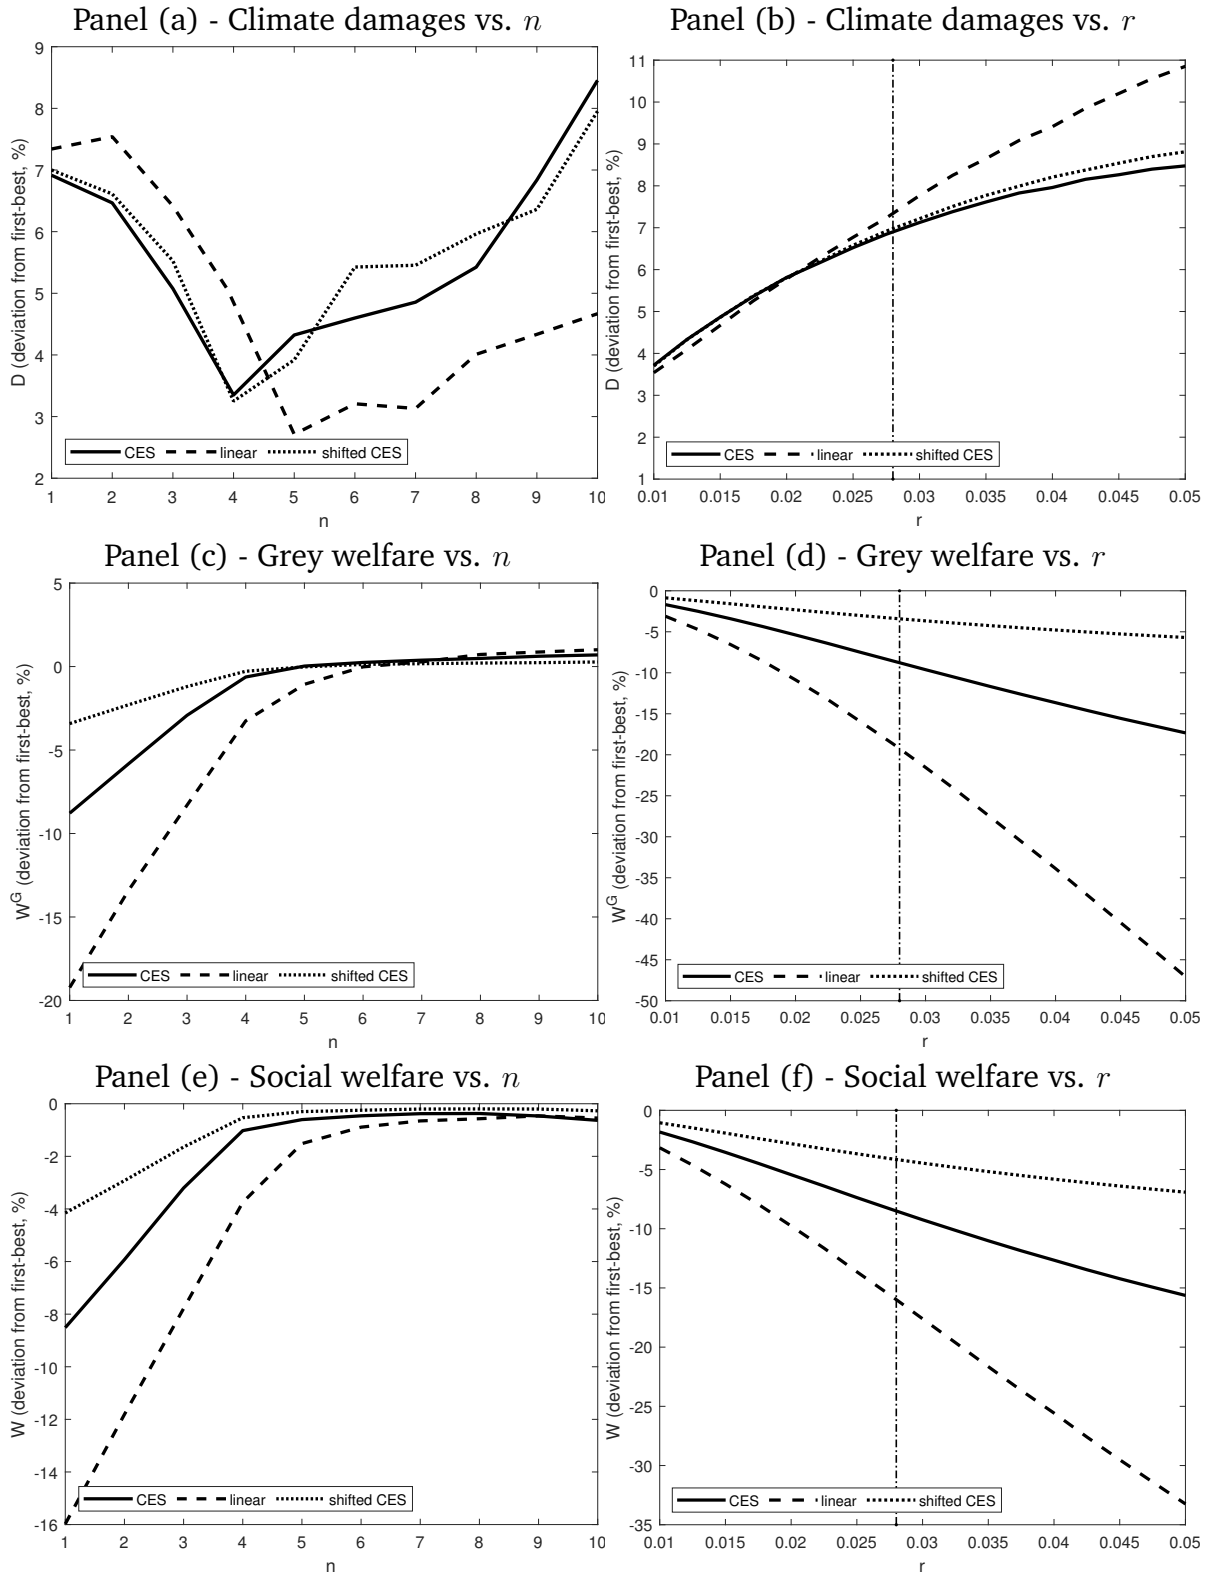 Panel (a) - Climate damages vs. n
9
8
7
6
5
4
3
2
D (deviation from first-best, %)
CES linear shifted CES
1 2 3 4 5 6 7 8 9 10
n
Panel (b) - Climate damages vs. r
11
10
9
8
7
6
5
4
3
2
1
D (deviation from first-best, %)
CES linear shifted CES
0.01 0.015 0.02 0.025 0.03 0.035 0.04 0.045 0.05
r
Panel (c) - Grey welfare vs. n
5
0
-5
-10
-15
-20
W^G (deviation from first-best, %)
CES linear shifted CES
1 2 3 4 5 6 7 8 9 10
n
Panel (d) - Grey welfare vs. r
0
-5
-10
-15
-20
-25
-30
-35
-40
-45
-50
W^G (deviation from first-best, %)
CES linear shifted CES
0.01 0.015 0.02 0.025 0.03 0.035 0.04 0.045 0.05
r
Panel (e) - Social welfare vs. n
0
-2
-4
-6
-8
-10
-12
-14
-16
W (deviation from first-best, %)
CES linear shifted CES
1 2 3 4 5 6 7 8 9 10
n
Panel (f) - Social welfare vs. r
0
-5
-10
-15
-20
-25
-30
-35
W (deviation from first-best, %)
CES linear shifted CES
0.01 0.015 0.02 0.025 0.03 0.035 0.04 0.045 0.05
r